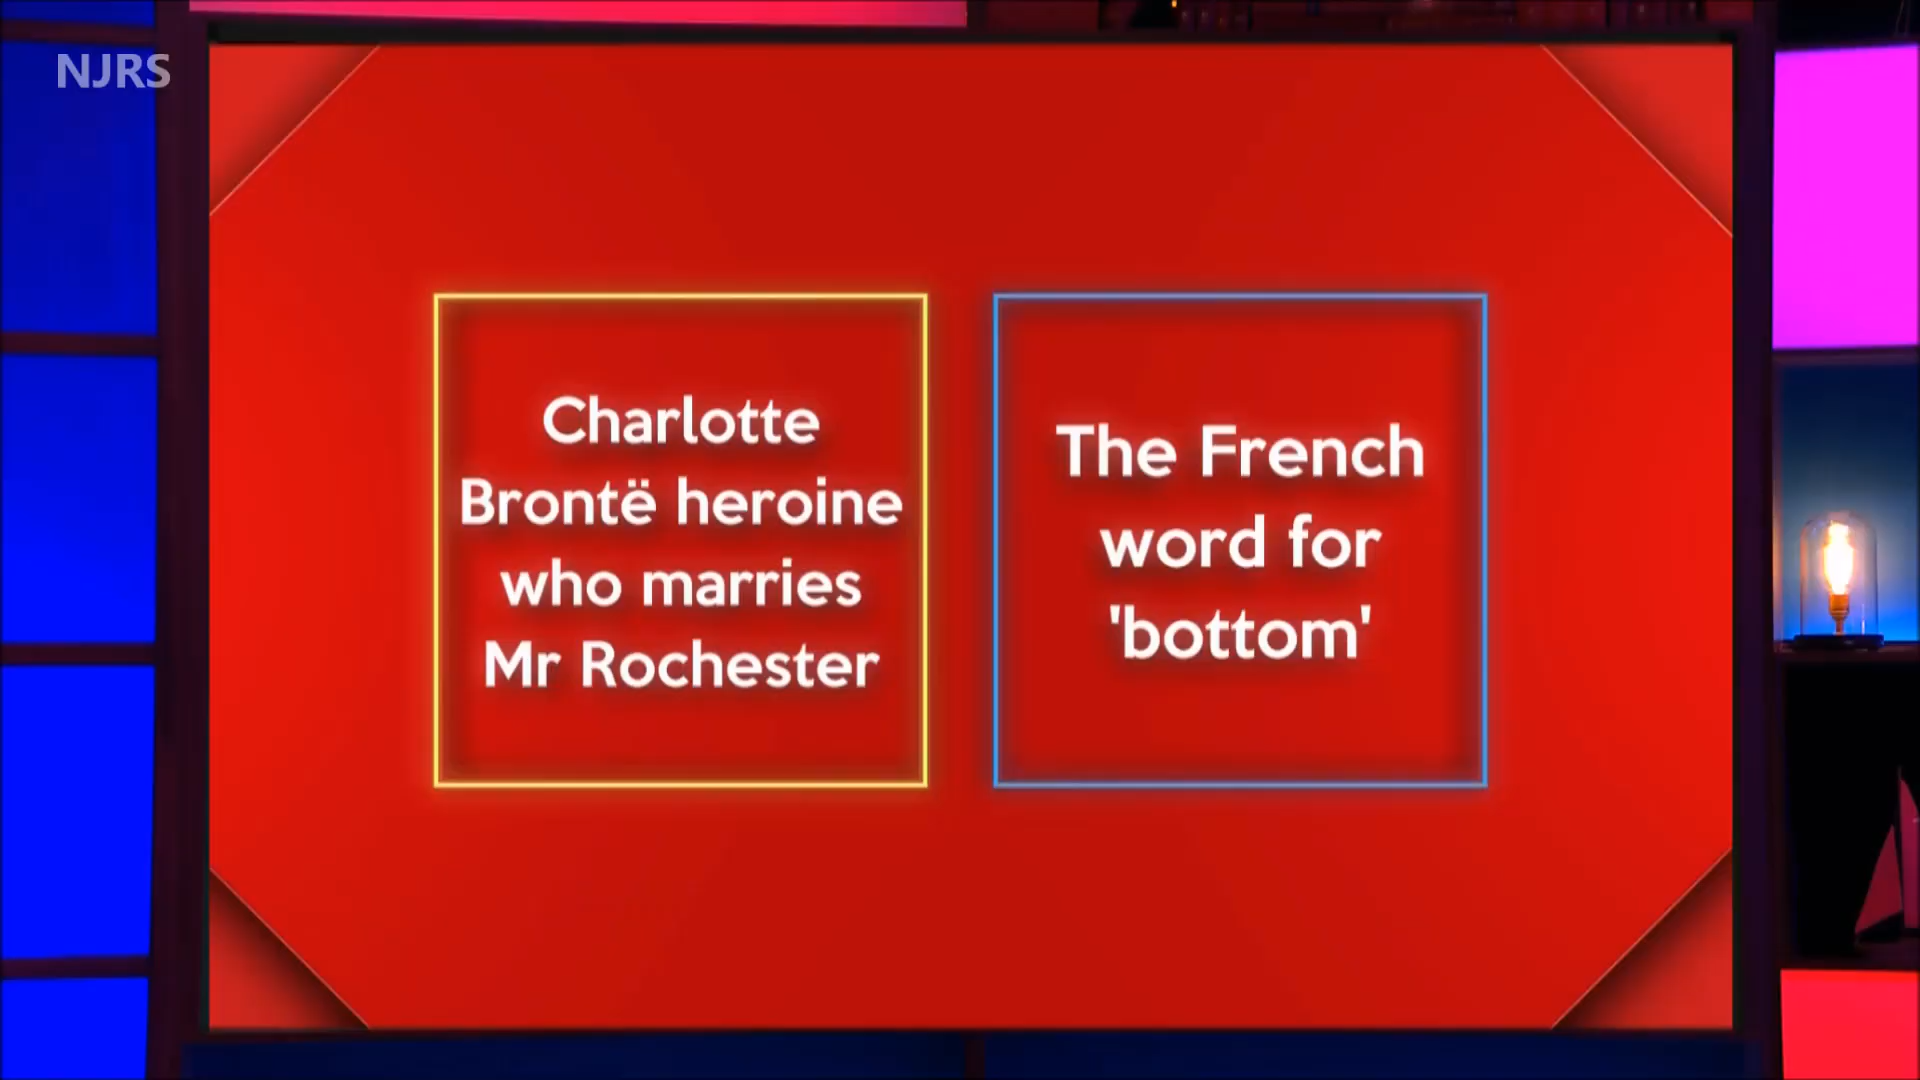 NJRS
Charlotte
Brontë heroine
who marries
Mr Rochester
The French
word for
'bottom'